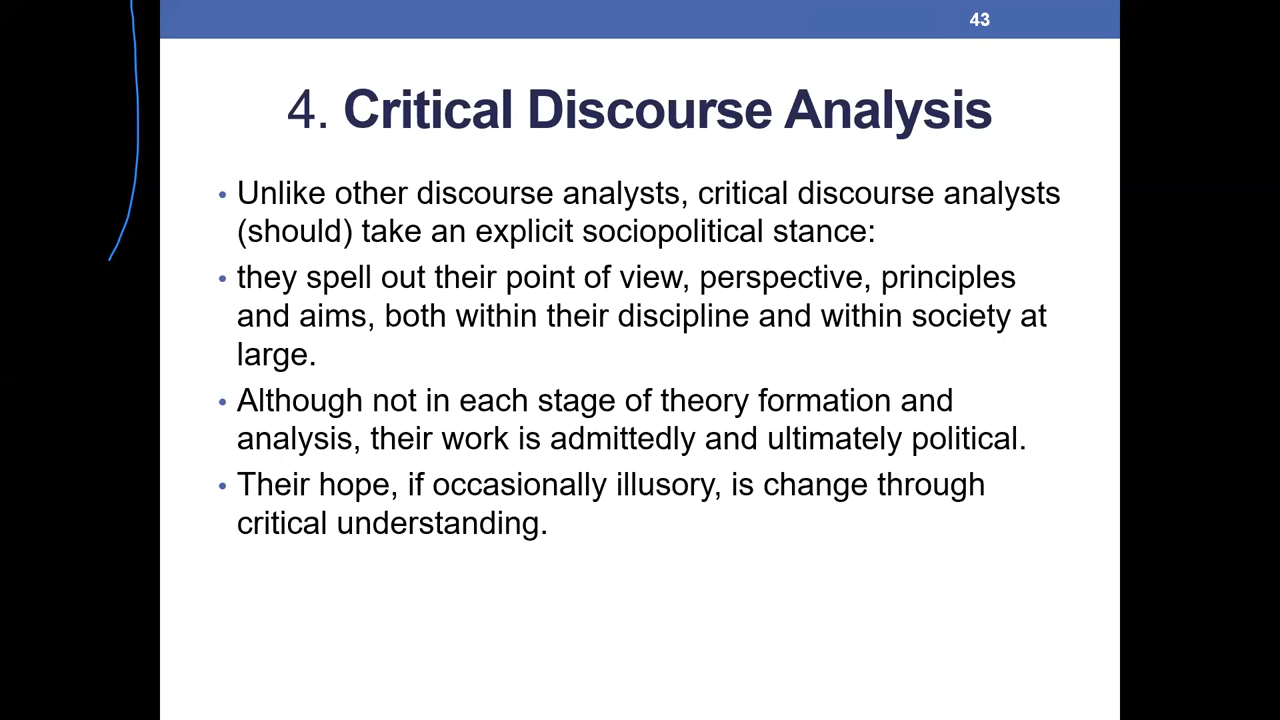 43
4. Critical Discourse Analysis
• Unlike other discourse analysts, critical discourse analysts
(should) take an explicit sociopolitical stance:
• they spell out their point of view, perspective, principles
and aims, both within their discipline and within society at
large.
• Although not in each stage of theory formation and
analysis, their work is admittedly and ultimately political.
• Their hope, if occasionally illusory, is change through
critical understanding.